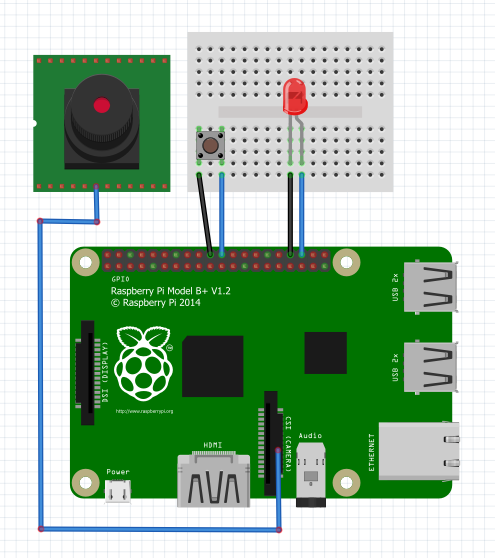 GPIO
Raspberry Pi Model B+ V1.2
© Raspberry Pi 2014
USB 2x
DSI (DISPLAY)
http://www.raspberrypi.org
USB 2x
CSI (CAMERA)
Audio
HDMI
ETHERNET
Power